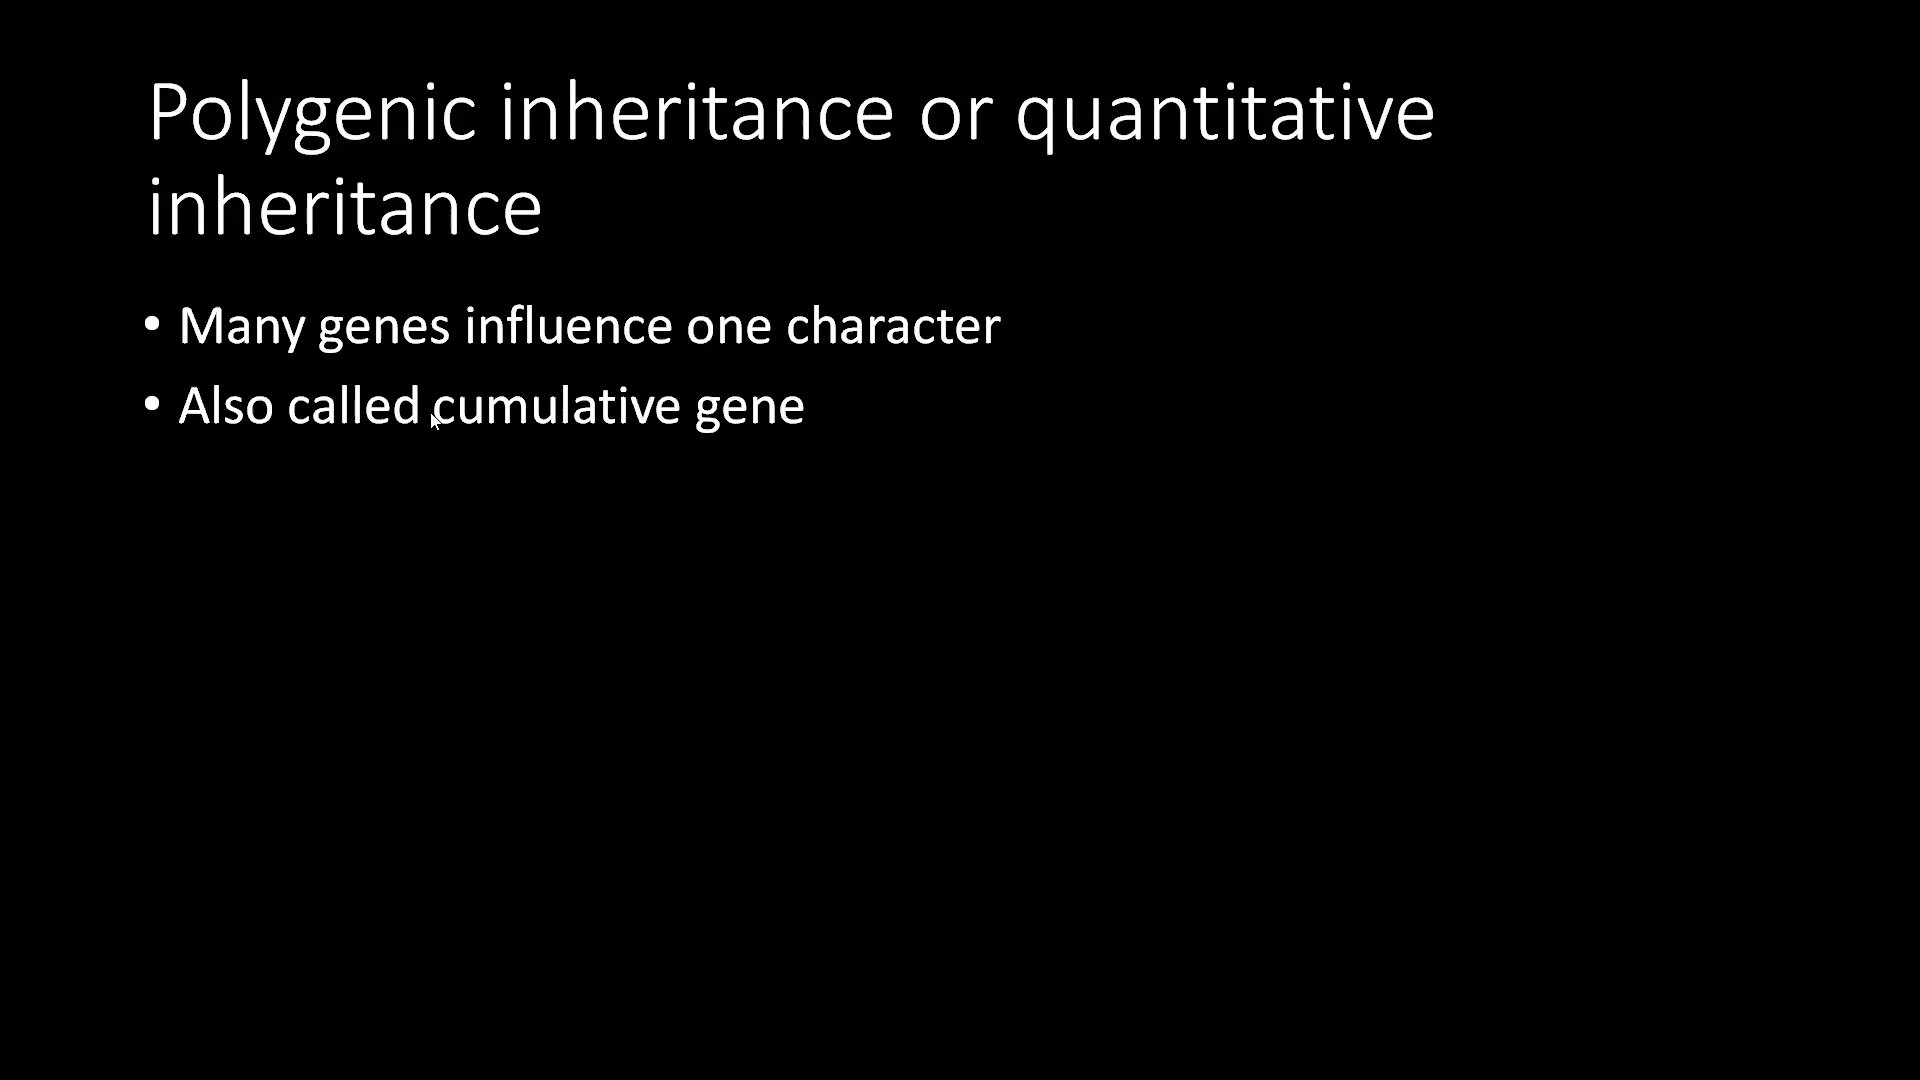 Polygenic inheritance or quantitative
inheritance
• Many genes influence one character
• Also called cumulative gene